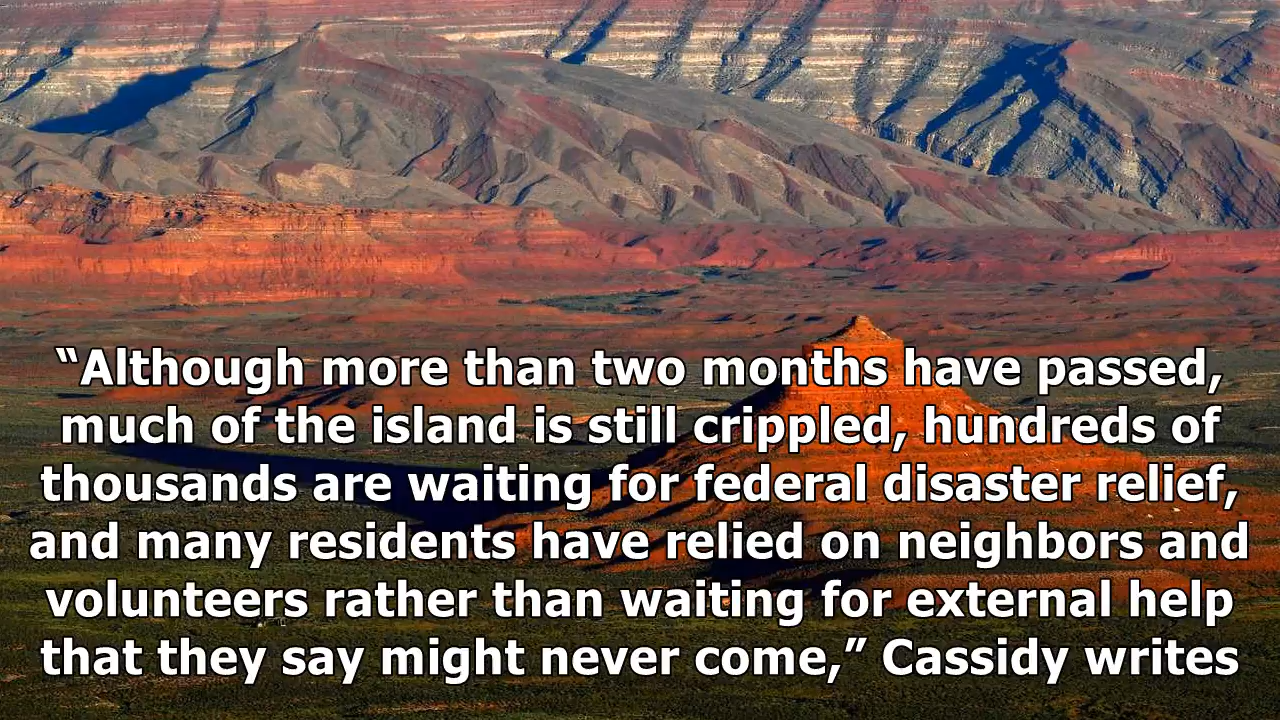 “Although more than two months have passed,
much of the island is still crippled, hundreds of
thousands are waiting for federal disaster relief,
and many residents have relied on neighbors and
volunteers rather than waiting for external help
that they say might never come,” Cassidy writes